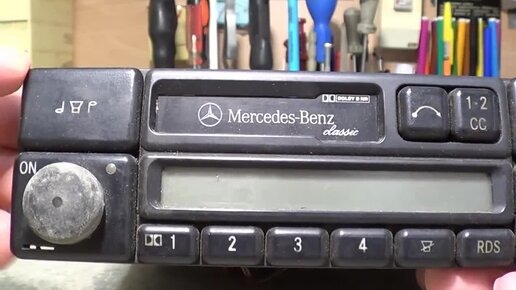 DOLBY B NR
Mercedes-Benz
classic
1-2
CC
ON
1
2
3
4
RDS